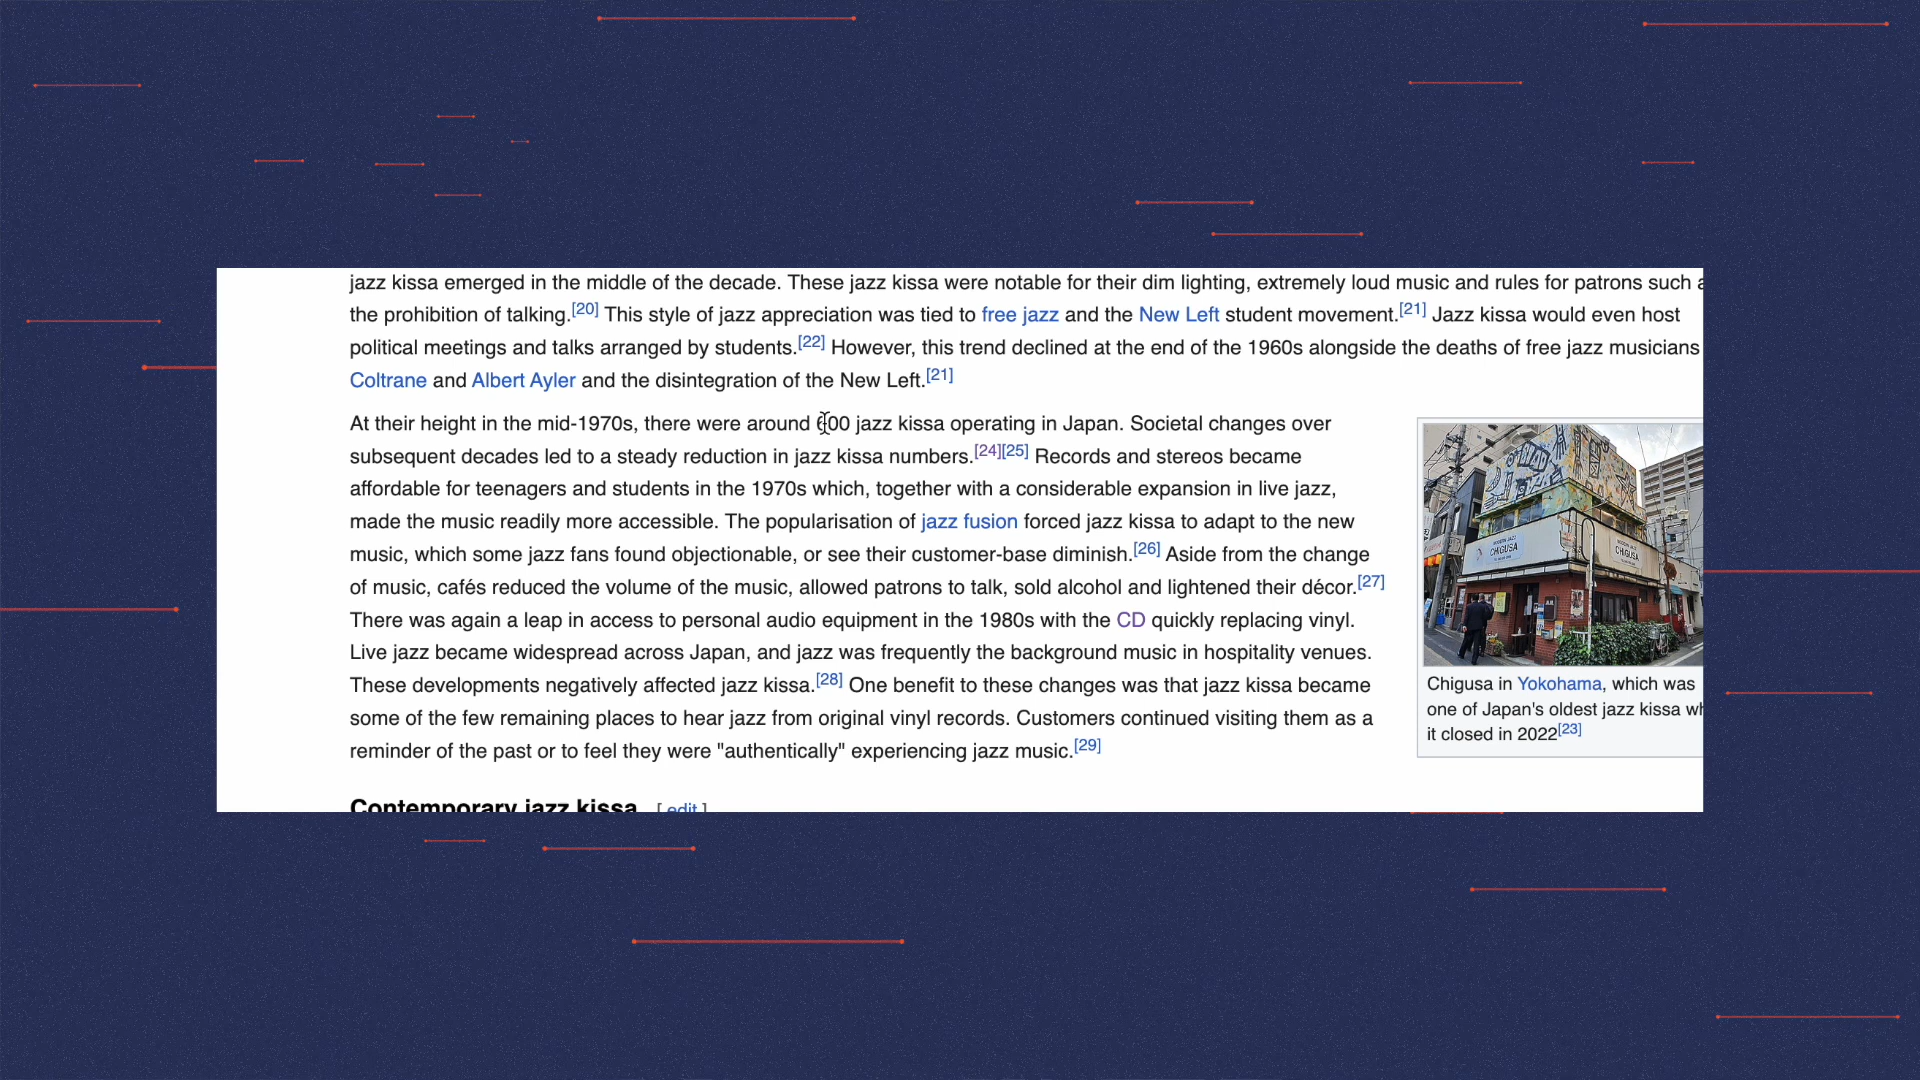 jazz kissa emerged in the middle of the decade. These jazz kissa were notable for their dim lighting, extremely loud music and rules for patrons such a
the prohibition of talking.[20] This style of jazz appreciation was tied to free jazz and the New Left student movement.[21] Jazz kissa would even host
political meetings and talks arranged by students.[22] However, this trend declined at the end of the 1960s alongside the deaths of free jazz musicians
Coltrane and Albert Ayler and the disintegration of the New Left.[21]
At their height in the mid-1970s, there were around 600 jazz kissa operating in Japan. Societal changes over
subsequent decades led to a steady reduction in jazz kissa numbers.[24][25] Records and stereos became
affordable for teenagers and students in the 1970s which, together with a considerable expansion in live jazz,
made the music readily more accessible. The popularisation of jazz fusion forced jazz kissa to adapt to the new
music, which some jazz fans found objectionable, or see their customer-base diminish.[26] Aside from the change
of music, cafés reduced the volume of the music, allowed patrons to talk, sold alcohol and lightened their décor.[27]
There was again a leap in access to personal audio equipment in the 1980s with the CD quickly replacing vinyl.
Live jazz became widespread across Japan, and jazz was frequently the background music in hospitality venues.
These developments negatively affected jazz kissa.[28] One benefit to these changes was that jazz kissa became
some of the few remaining places to hear jazz from original vinyl records. Customers continued visiting them as a
reminder of the past or to feel they were "authentically" experiencing jazz music.[29]
CHIGUSA
CHIGUSA
Chigusa in Yokohama, which was
one of Japan's oldest jazz kissa wh
it closed in 2022[23]
Contemporary jazz kissa [ edit ]